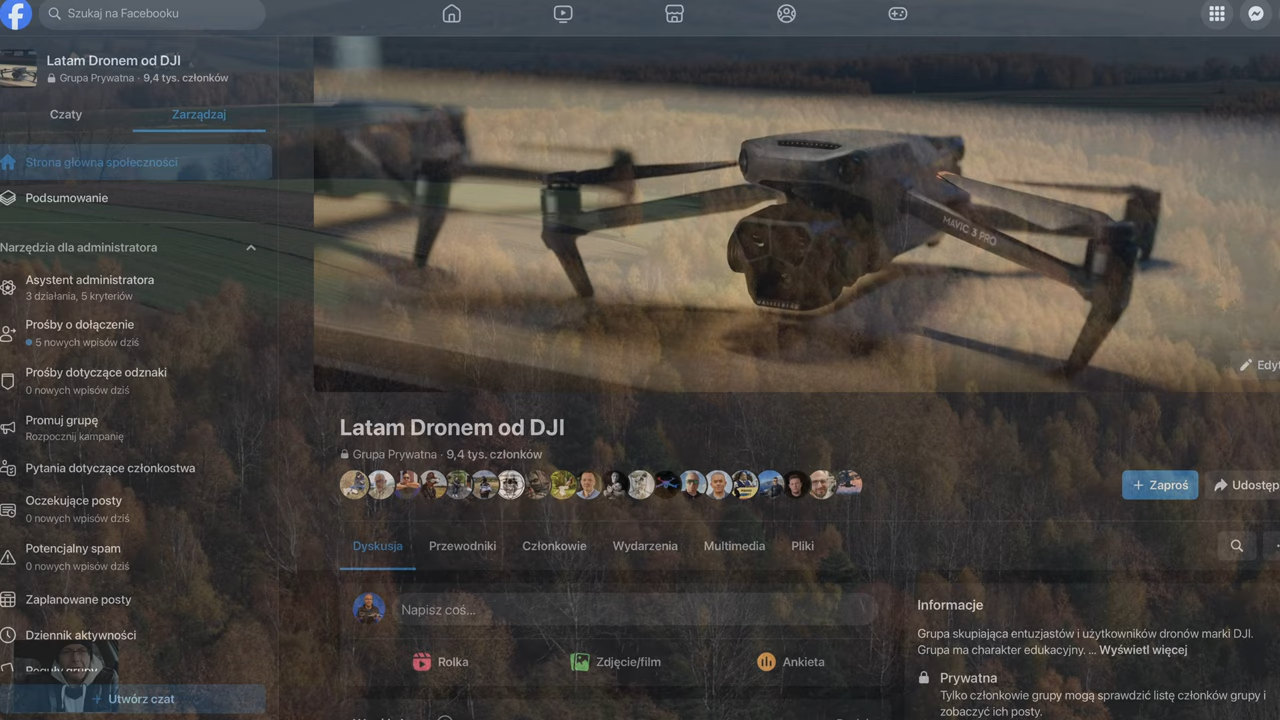 Szukaj na Facebooku
Latam Dronem od DJI
Grupa Prywatna · 9,4 tys. członków
Czaty
Zarządzaj
Strona główna społeczności
Podsumowanie
Narzędzia dla administratora
Asystent administratora
3 działania, 5 kryteriów
Prośby o dołączenie
5 nowych wpisów dziś
Prośby dotyczące odznaki
0 nowych wpisów dziś
Promuj grupę
Rozpocznij kampanię
Pytania dotyczące członkostwa
Oczekujące posty
0 nowych wpisów dziś
Potencjalny spam
0 nowych wpisów dziś
Zaplanowane posty
Dziennik aktywności
Reguły grupy
+ Utwórz czat
MAVIC 3 PRO
Edyt
Latam Dronem od DJI
Grupa Prywatna · 9,4 tys. członków
+ Zaproś
Udostęp
Dyskusja
Przewodniki
Członkowie
Wydarzenia
Multimedia
Pliki
Napisz coś...
Rolka
Zdjęcie/film
Ankieta
Informacje
Grupa skupiająca entuzjastów i użytkowników dronów marki DJI.
Grupa ma charakter edukacyjny. ... Wyświetl więcej
Prywatna
Tylko członkowie grupy mogą sprawdzić listę członków grupy i
zobaczyć ich posty.